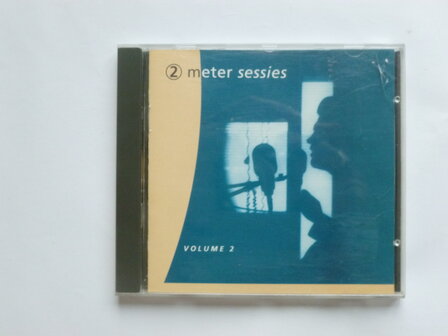 ② meter sessies
VOLUME 2